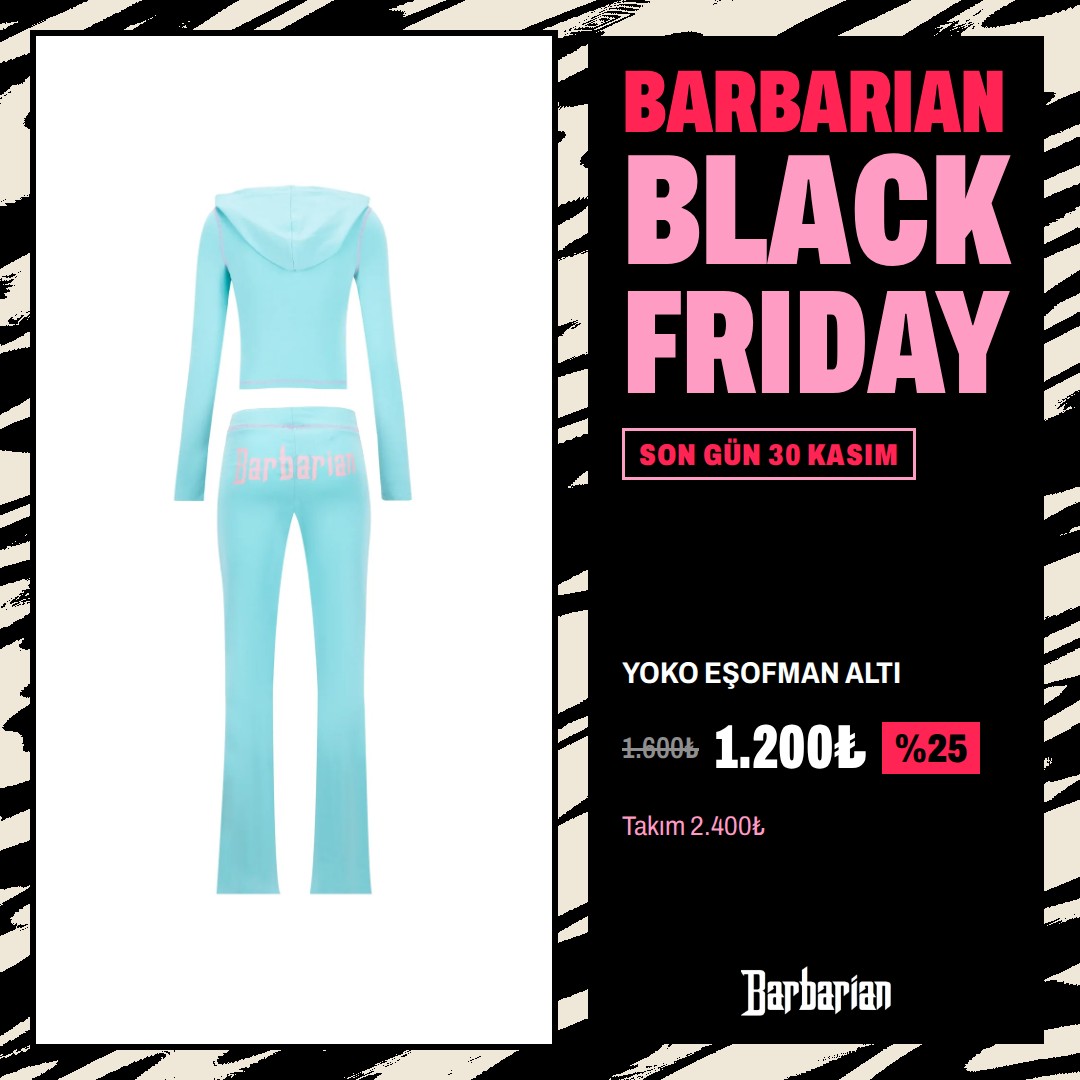 Barbarian
BARBARIAN
BLACK
FRIDAY
SON GÜN 30 KASIM
YOKO EŞOFMAN ALTI
1.600₺ 1.200₺ %25
Takım 2.400₺
Barbarian